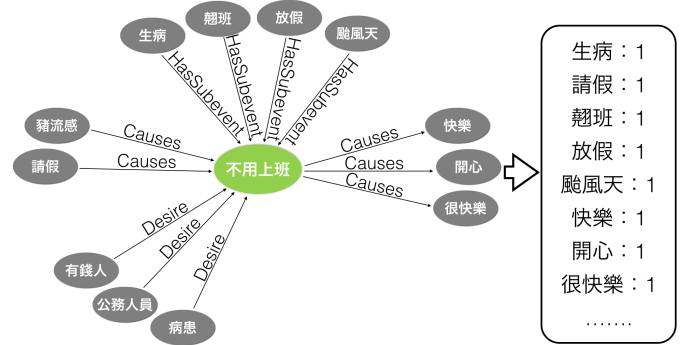 生病
翹班
放假
颱風天
HasSubevent
HasSubevent
HasSubevent
HasSubevent
豬流感
Causes
請假
Causes
不用上班
Causes
快樂
Causes
開心
Causes
很快樂
Desire
有錢人
Desire
公務人員
Desire
病患
生病：1
請假：1
翹班：1
放假：1
颱風天：1
快樂：1
開心：1
很快樂：1
.......